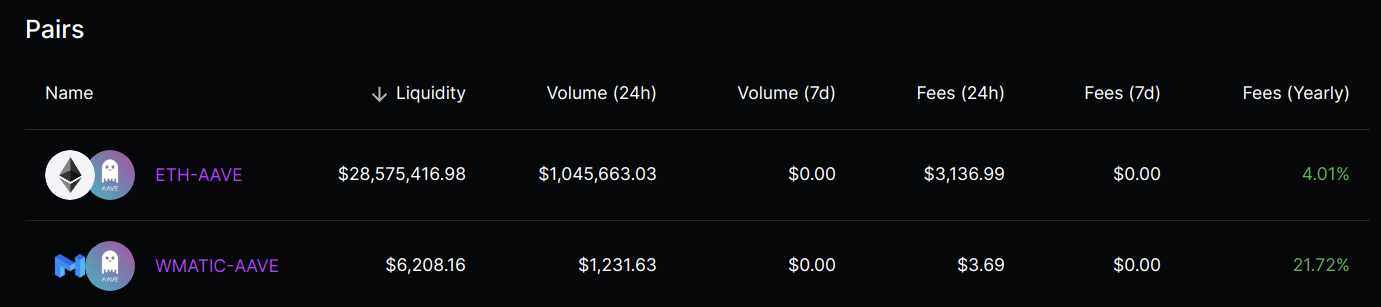 Pairs
Name ↓ Liquidity Volume (24h) Volume (7d) Fees (24h) Fees (7d) Fees (Yearly)
AAVE ETH-AAVE $28,575,416.98 $1,045,663.03 $0.00 $3,136.99 $0.00 4.01%
AAVE WMATIC-AAVE $6,208.16 $1,231.63 $0.00 $3.69 $0.00 21.72%